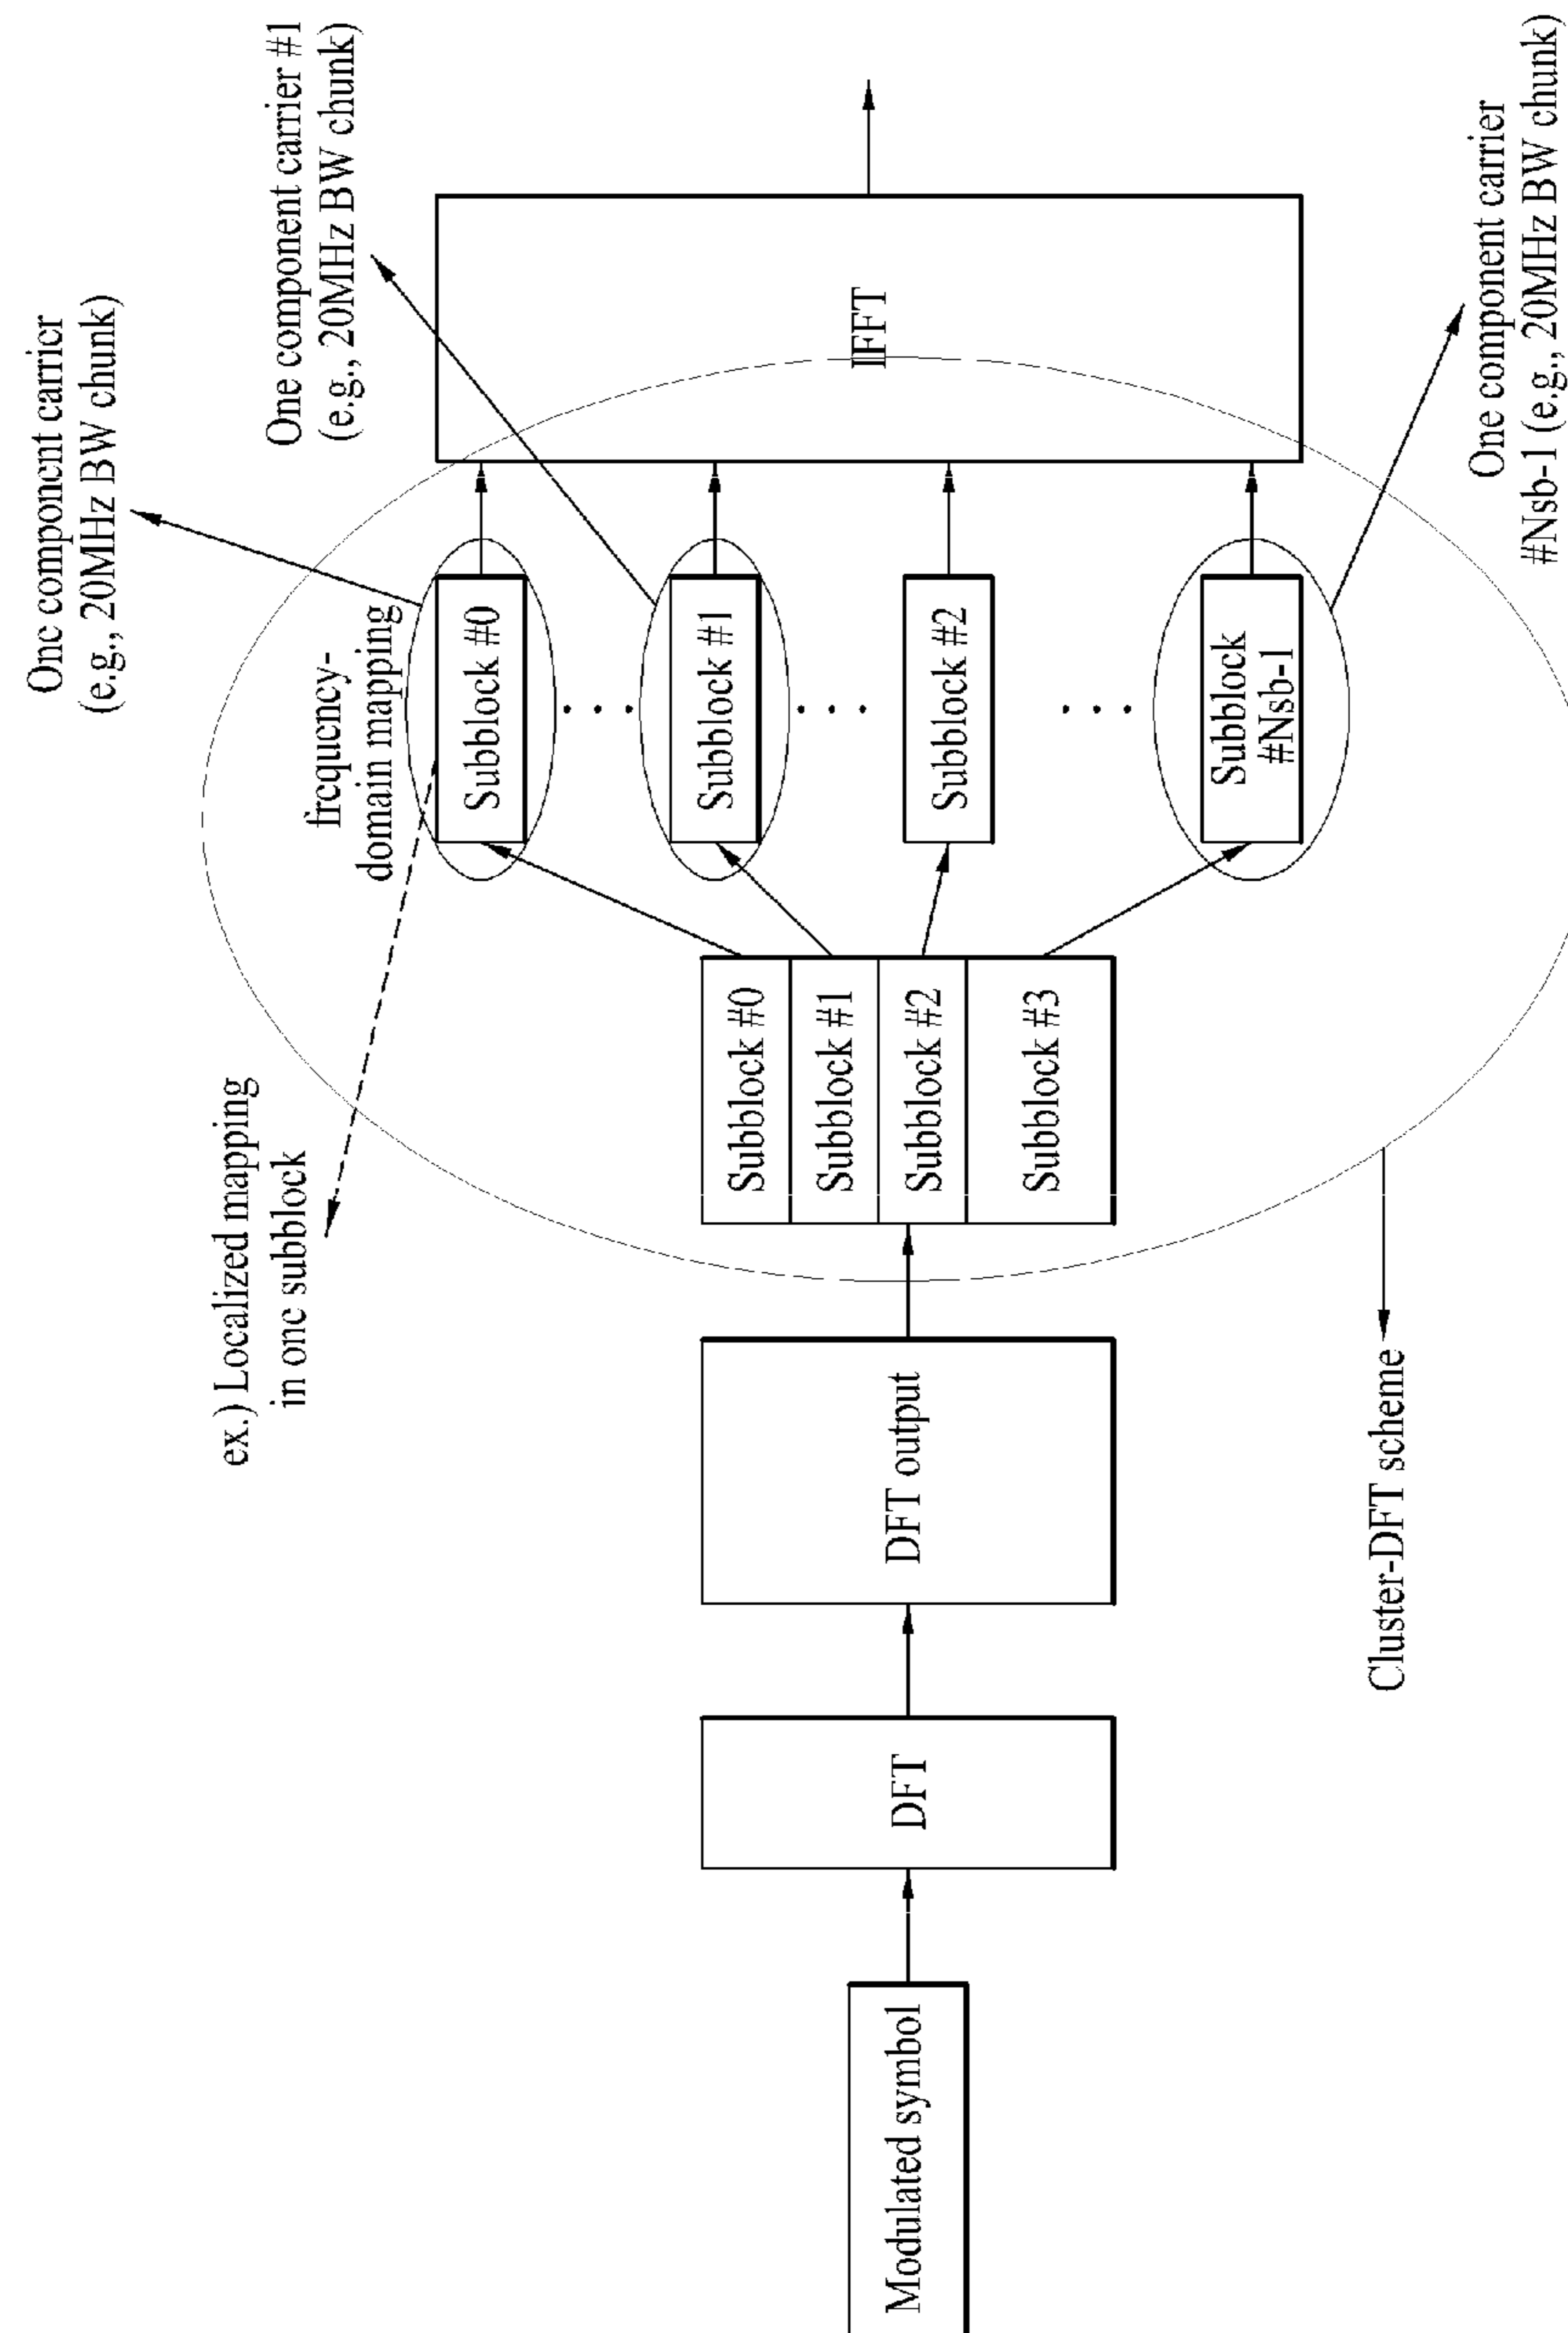 Modulated symbol
DFT
DFT output
Subblock #0
Subblock #1
Subblock #2
Subblock #3
ex.) Localized mapping
in one subblock
frequency-
domain mapping
Subblock #0
Subblock #1
Subblock #2
Subblock
#Nsb-1
One component carrier
(e.g., 20MHz BW chunk)
One component carrier #1
(e.g., 20MHz BW chunk)
IFFT
One component carrier
#Nsb-1 (e.g., 20MHz BW chunk)
Cluster-DFT scheme